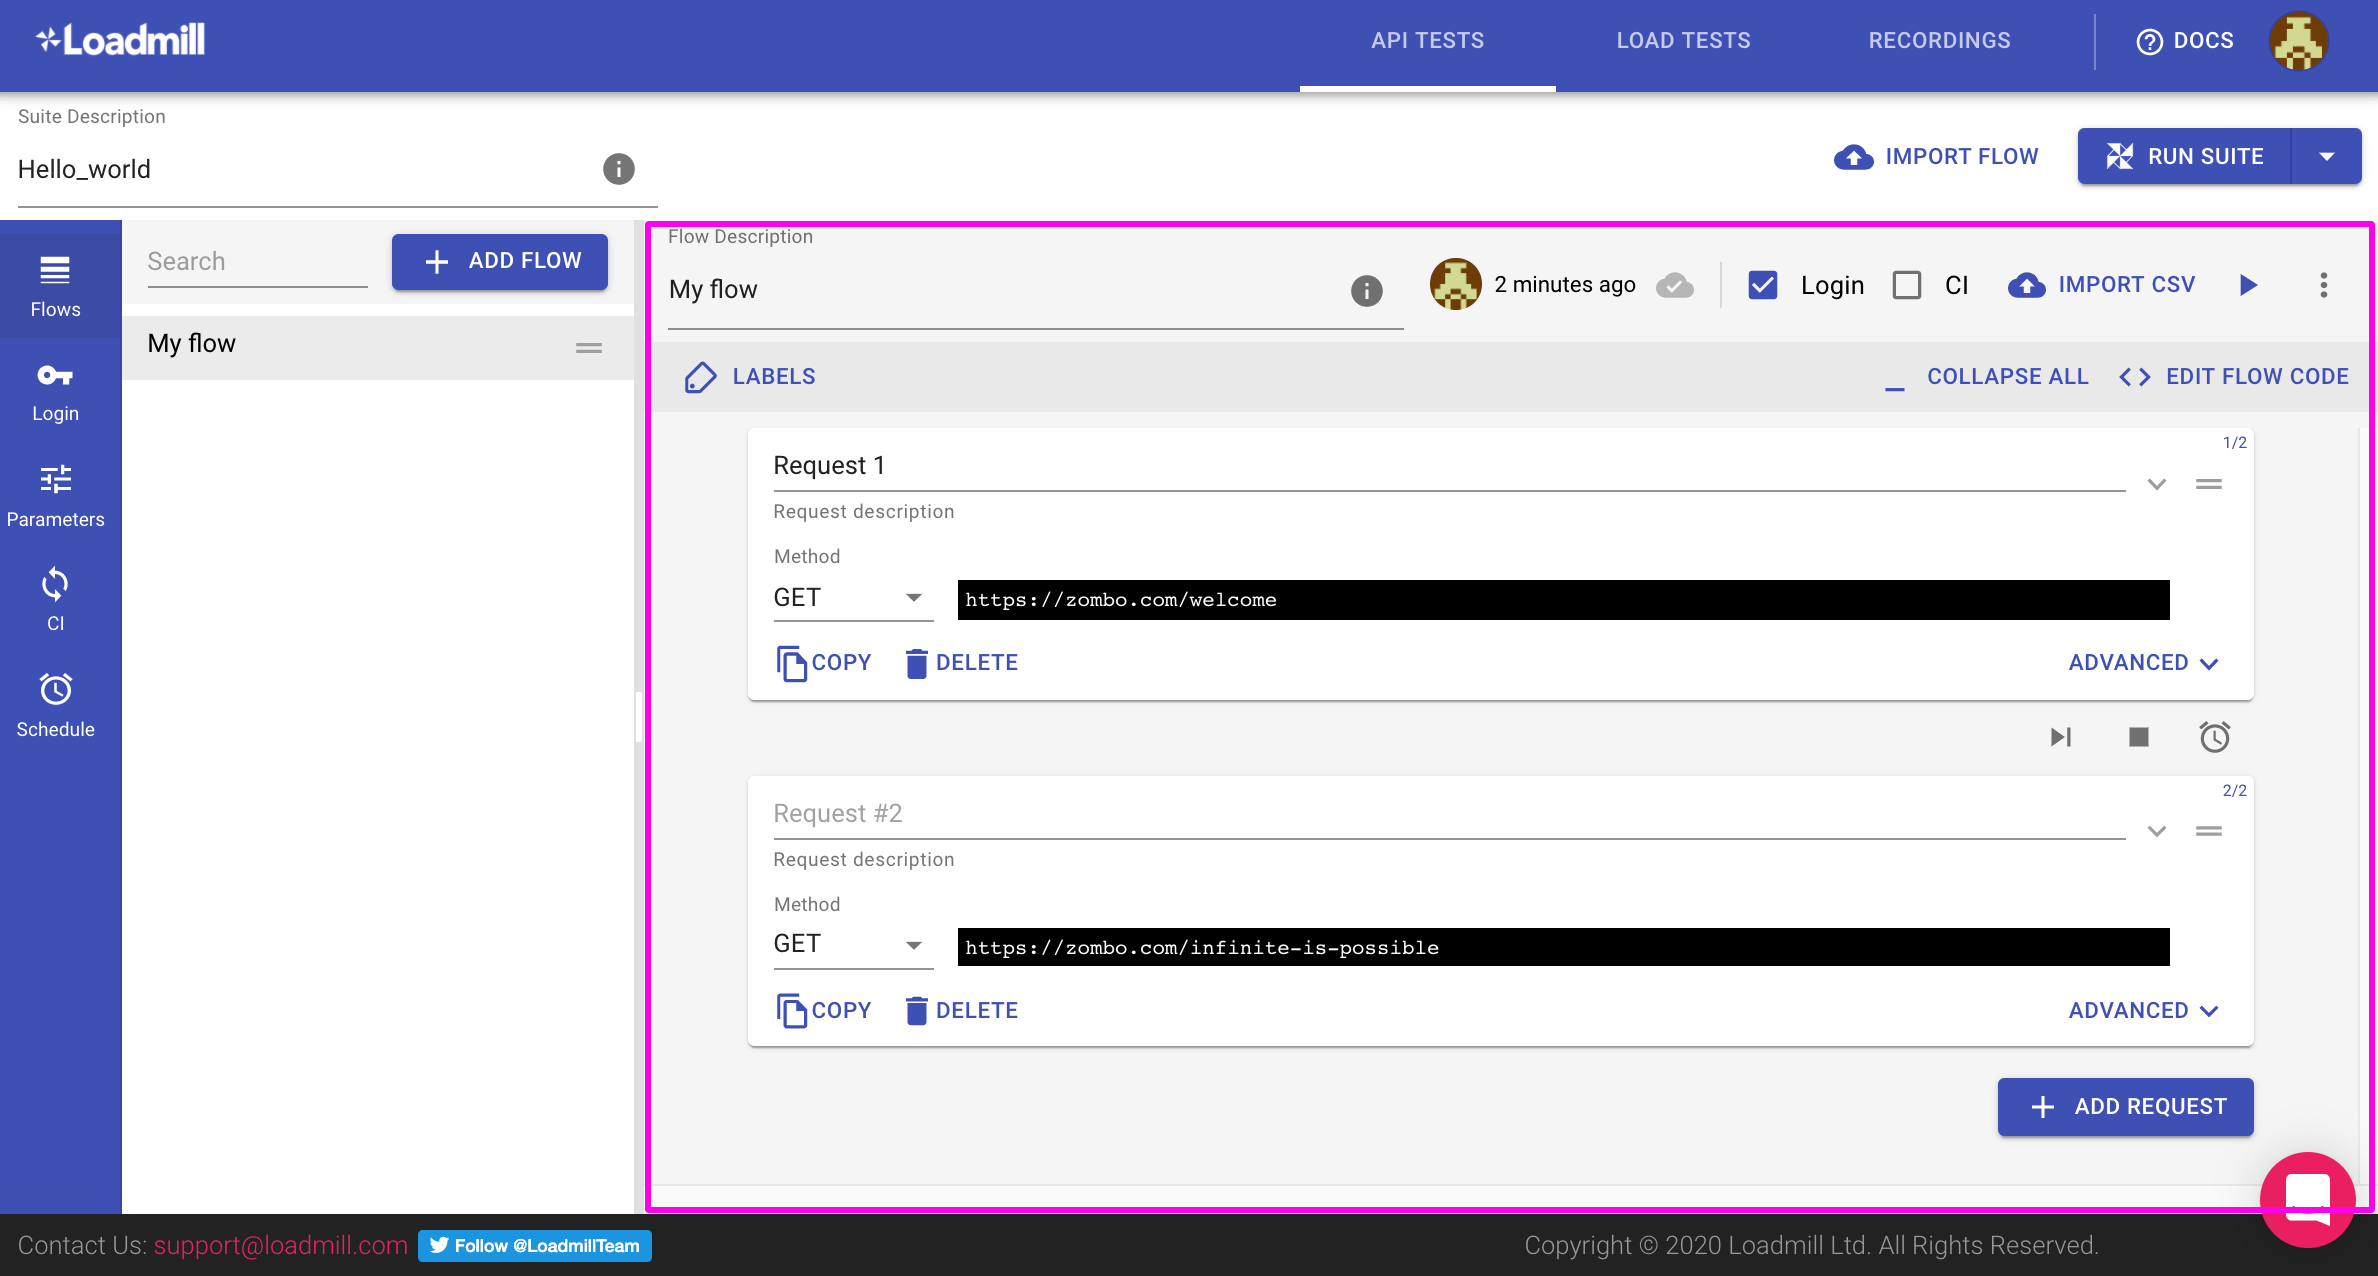 Loadmill
API TESTS
LOAD TESTS
RECORDINGS
DOCS
Suite Description
Hello_world
IMPORT FLOW
RUN SUITE
Flows
Login
Parameters
CI
Schedule
Search
ADD FLOW
My flow
Flow Description
My flow
2 minutes ago
Login
CI
IMPORT CSV
LABELS
COLLAPSE ALL
EDIT FLOW CODE
1/2
Request 1
Request description
Method
GET
https://zombo.com/welcome
COPY
DELETE
ADVANCED
2/2
Request #2
Request description
Method
GET
https://zombo.com/infinite-is-possible
COPY
DELETE
ADVANCED
ADD REQUEST
Contact Us: support@loadmill.com
Follow @LoadmillTeam
Copyright © 2020 Loadmill Ltd. All Rights Reserved.